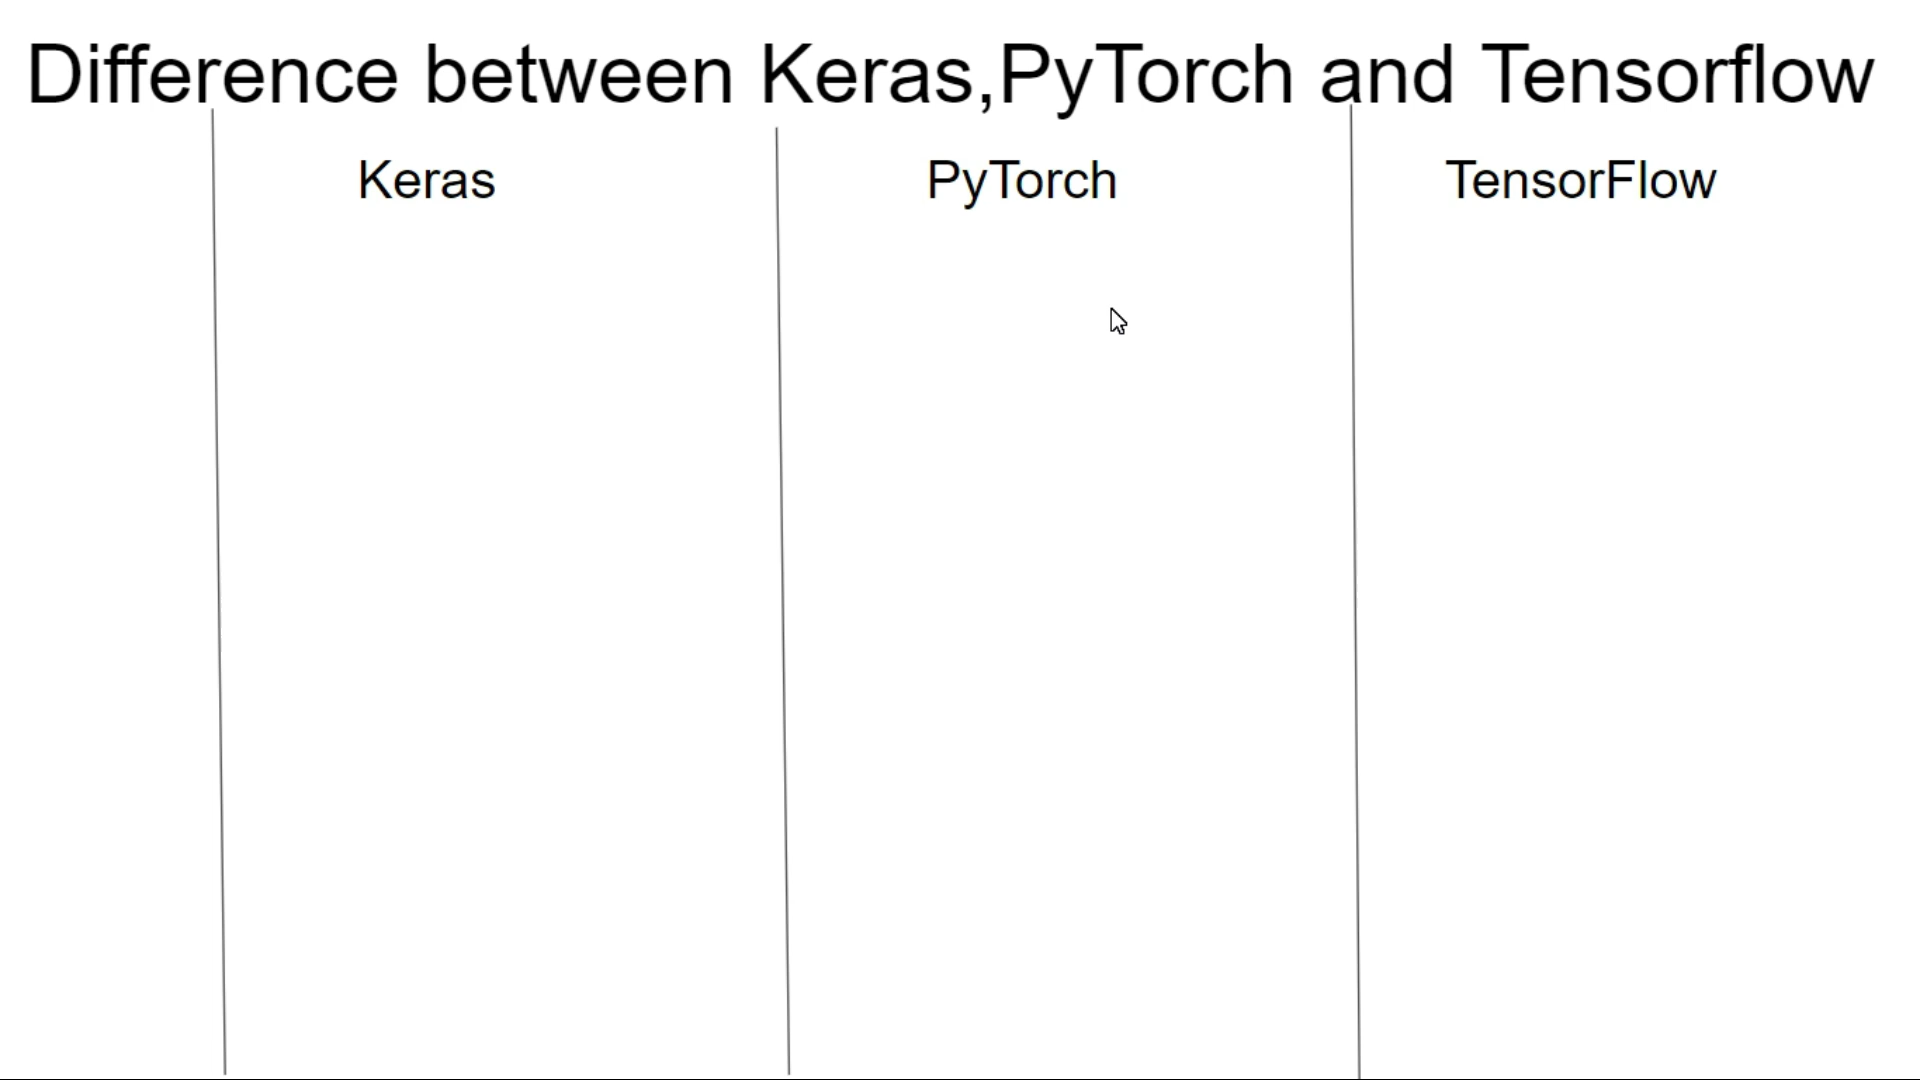 Difference between Keras,PyTorch and Tensorflow
Keras PyTorch TensorFlow